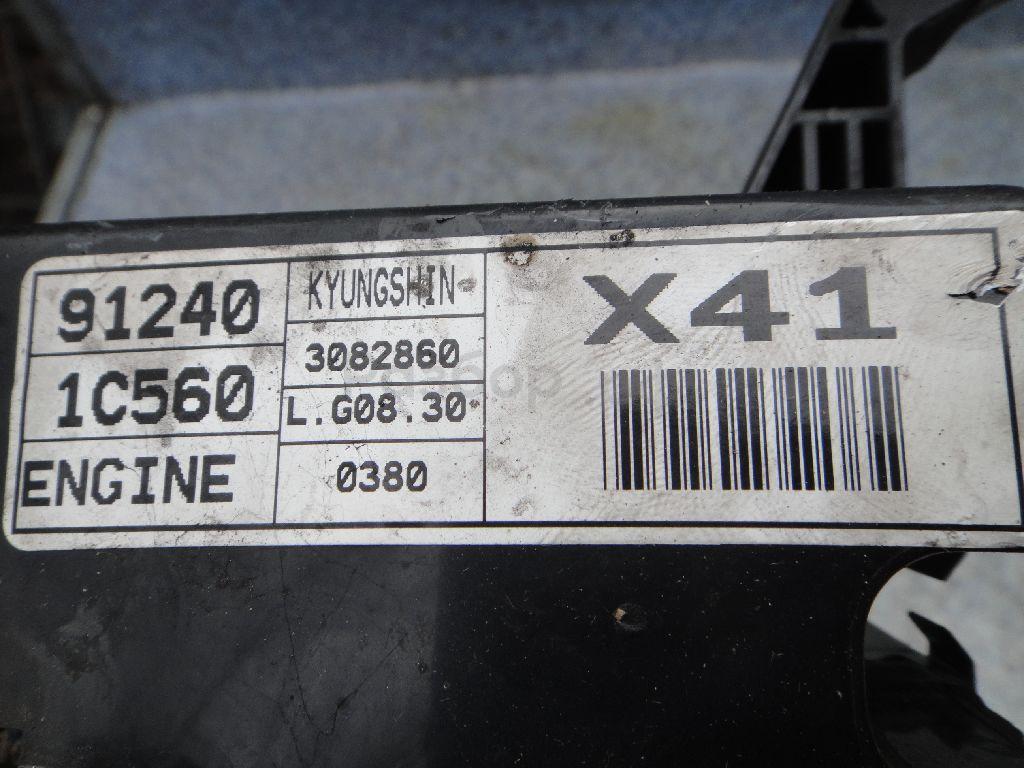 91240
1C560
ENGINE
KYUNGSHIN
3082860
L.G08.30
0380
X41